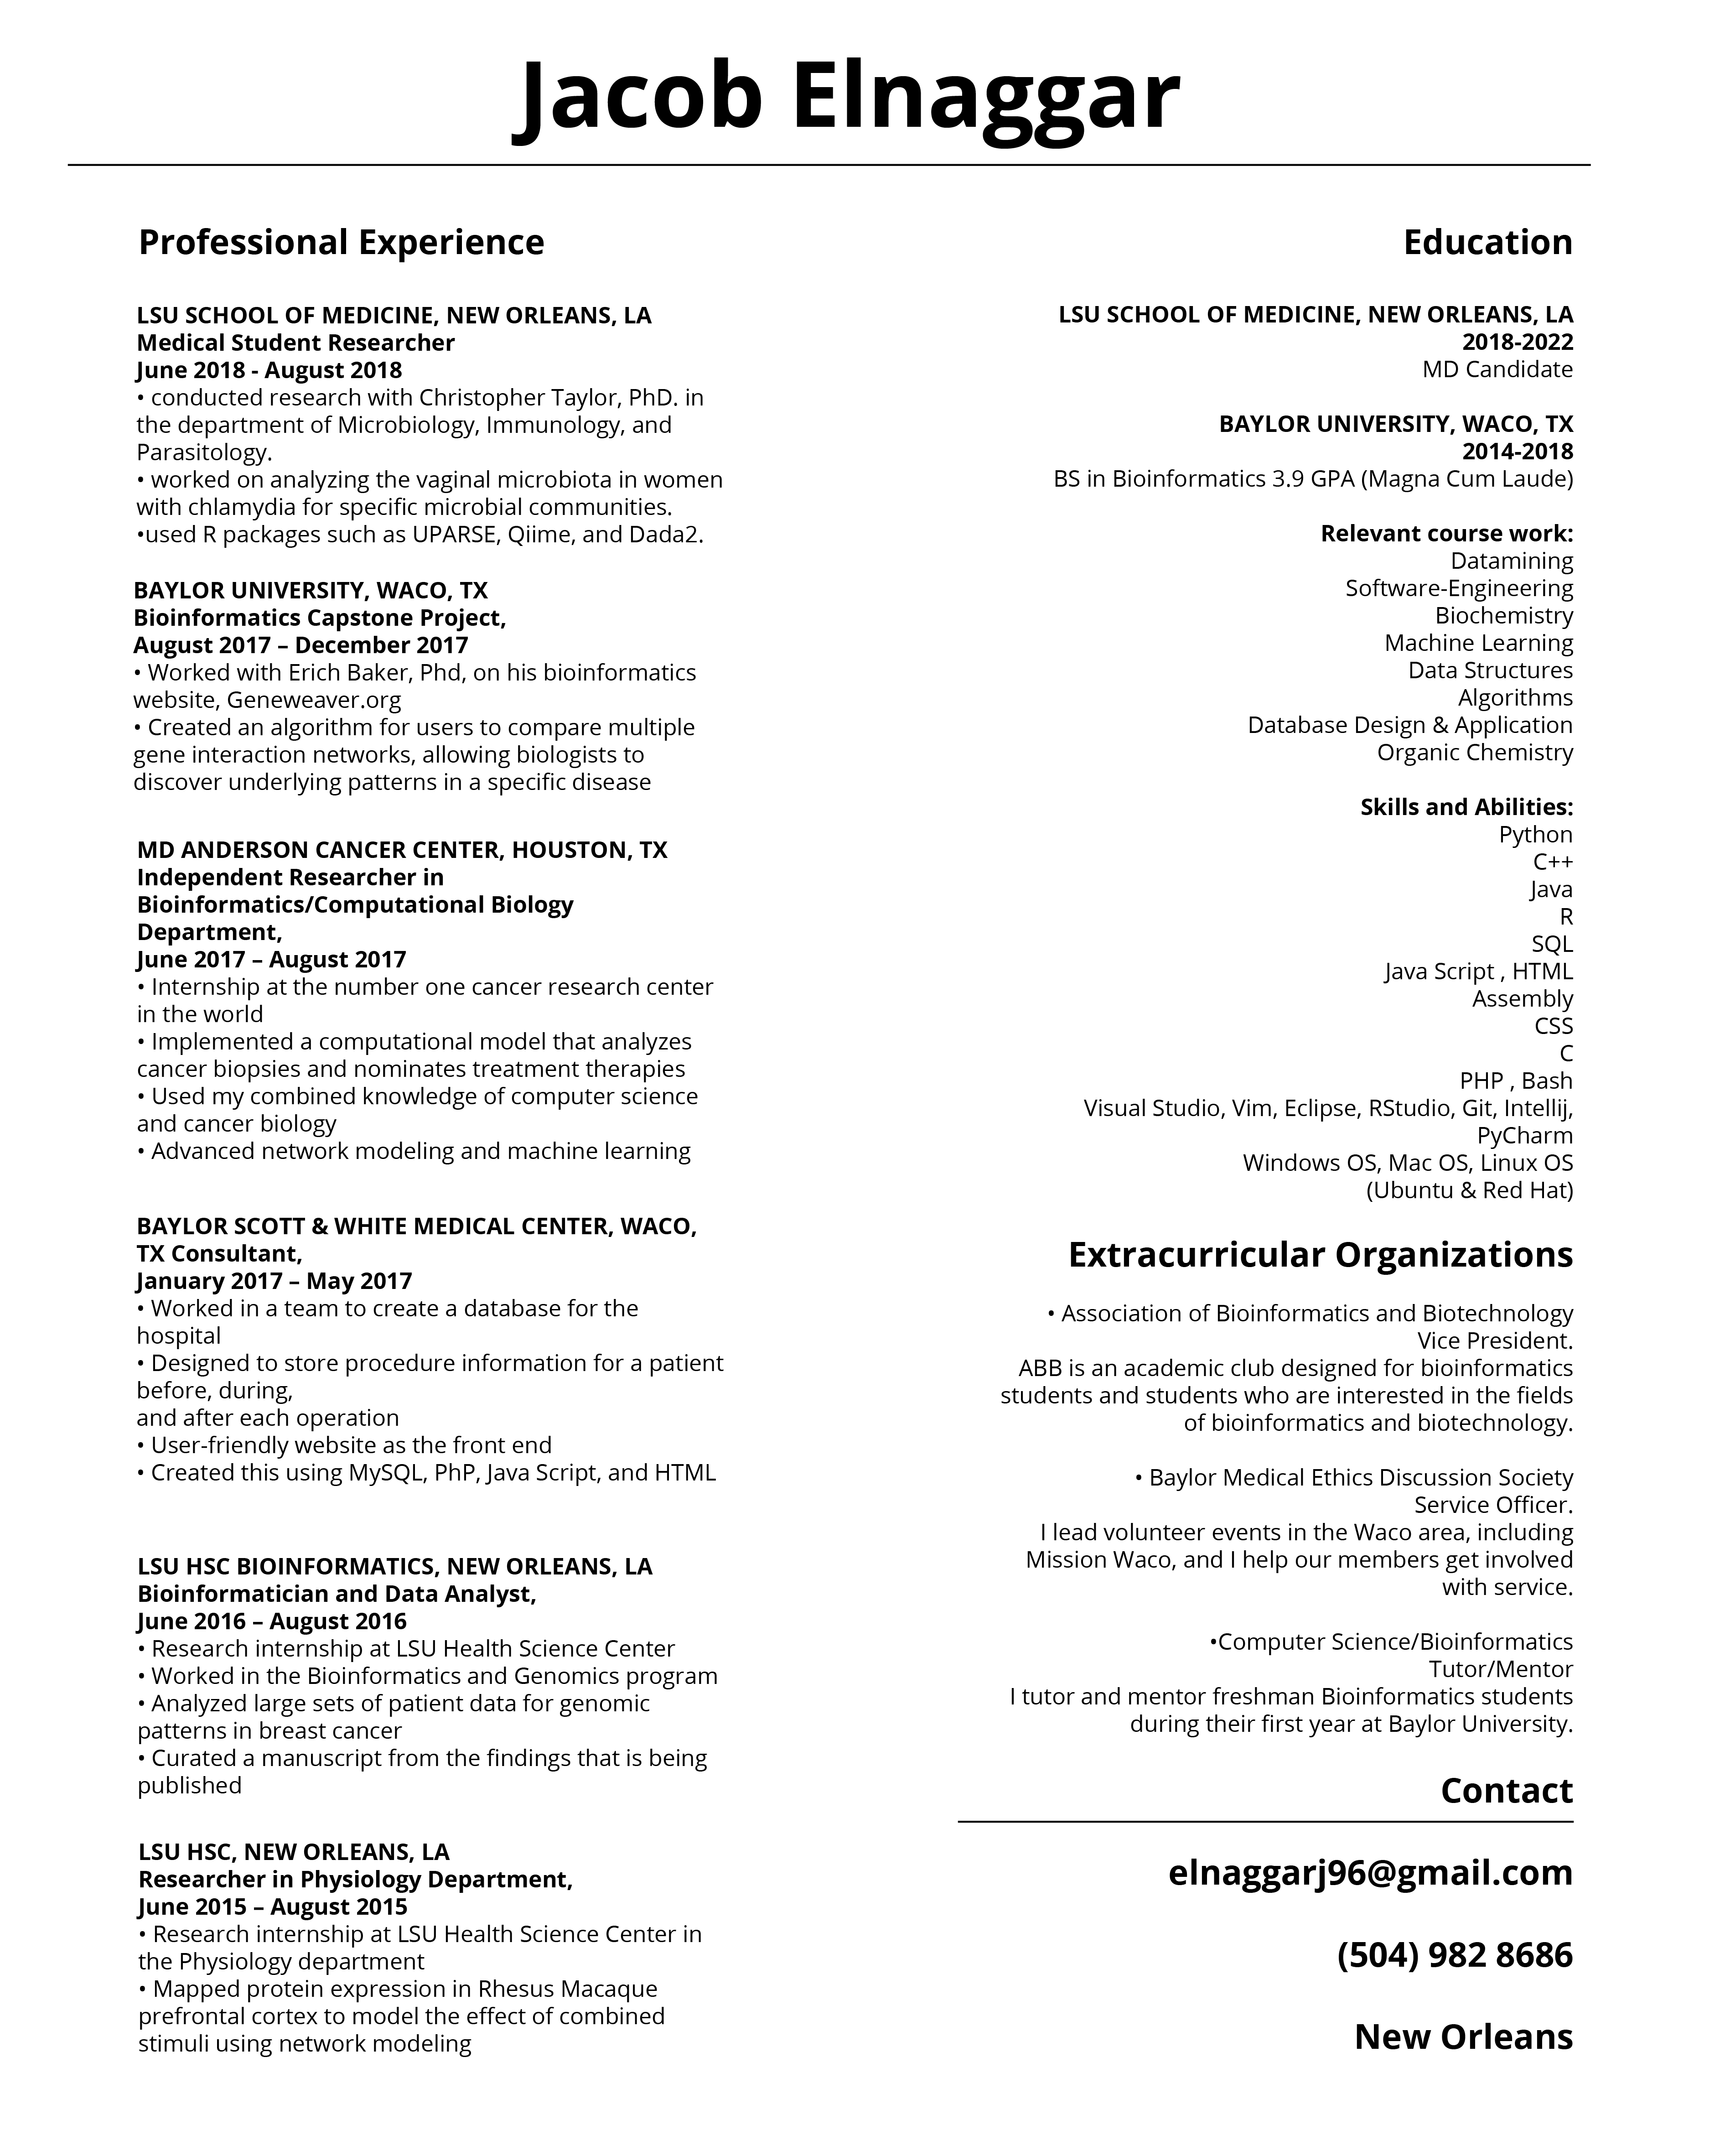 Jacob Elnaggar
Professional Experience
LSU SCHOOL OF MEDICINE, NEW ORLEANS, LA
Medical Student Researcher
June 2018 - August 2018
• conducted research with Christopher Taylor, PhD. in
the department of Microbiology, Immunology, and
Parasitology.
• worked on analyzing the vaginal microbiota in women
with chlamydia for specific microbial communities.
•used R packages such as UPARSE, Qiime, and Dada2.
BAYLOR UNIVERSITY, WACO, TX
Bioinformatics Capstone Project,
August 2017 – December 2017
• Worked with Erich Baker, Phd, on his bioinformatics
website, Geneweaver.org
• Created an algorithm for users to compare multiple
gene interaction networks, allowing biologists to
discover underlying patterns in a specific disease
MD ANDERSON CANCER CENTER, HOUSTON, TX
Independent Researcher in
Bioinformatics/Computational Biology
Department,
June 2017 – August 2017
• Internship at the number one cancer research center
in the world
• Implemented a computational model that analyzes
cancer biopsies and nominates treatment therapies
• Used my combined knowledge of computer science
and cancer biology
• Advanced network modeling and machine learning
BAYLOR SCOTT & WHITE MEDICAL CENTER, WACO,
TX Consultant,
January 2017 – May 2017
• Worked in a team to create a database for the
hospital
• Designed to store procedure information for a patient
before, during,
and after each operation
• User-friendly website as the front end
• Created this using MySQL, PhP, Java Script, and HTML
LSU HSC BIOINFORMATICS, NEW ORLEANS, LA
Bioinformatician and Data Analyst,
June 2016 – August 2016
• Research internship at LSU Health Science Center
• Worked in the Bioinformatics and Genomics program
• Analyzed large sets of patient data for genomic
patterns in breast cancer
• Curated a manuscript from the findings that is being
published
LSU HSC, NEW ORLEANS, LA
Researcher in Physiology Department,
June 2015 – August 2015
• Research internship at LSU Health Science Center in
the Physiology department
• Mapped protein expression in Rhesus Macaque
prefrontal cortex to model the effect of combined
stimuli using network modeling
Education
LSU SCHOOL OF MEDICINE, NEW ORLEANS, LA
2018-2022
MD Candidate
BAYLOR UNIVERSITY, WACO, TX
2014-2018
BS in Bioinformatics 3.9 GPA (Magna Cum Laude)
Relevant course work:
Datamining
Software-Engineering
Biochemistry
Machine Learning
Data Structures
Algorithms
Database Design & Application
Organic Chemistry
Skills and Abilities:
Python
C++
Java
R
SQL
Java Script , HTML
Assembly
CSS
C
PHP , Bash
Visual Studio, Vim, Eclipse, RStudio, Git, Intellij,
PyCharm
Windows OS, Mac OS, Linux OS
(Ubuntu & Red Hat)
Extracurricular Organizations
• Association of Bioinformatics and Biotechnology
Vice President.
ABB is an academic club designed for bioinformatics
students and students who are interested in the fields
of bioinformatics and biotechnology.
• Baylor Medical Ethics Discussion Society
Service Officer.
I lead volunteer events in the Waco area, including
Mission Waco, and I help our members get involved
with service.
•Computer Science/Bioinformatics
Tutor/Mentor
I tutor and mentor freshman Bioinformatics students
during their first year at Baylor University.
Contact
elnaggarj96@gmail.com
(504) 982 8686
New Orleans